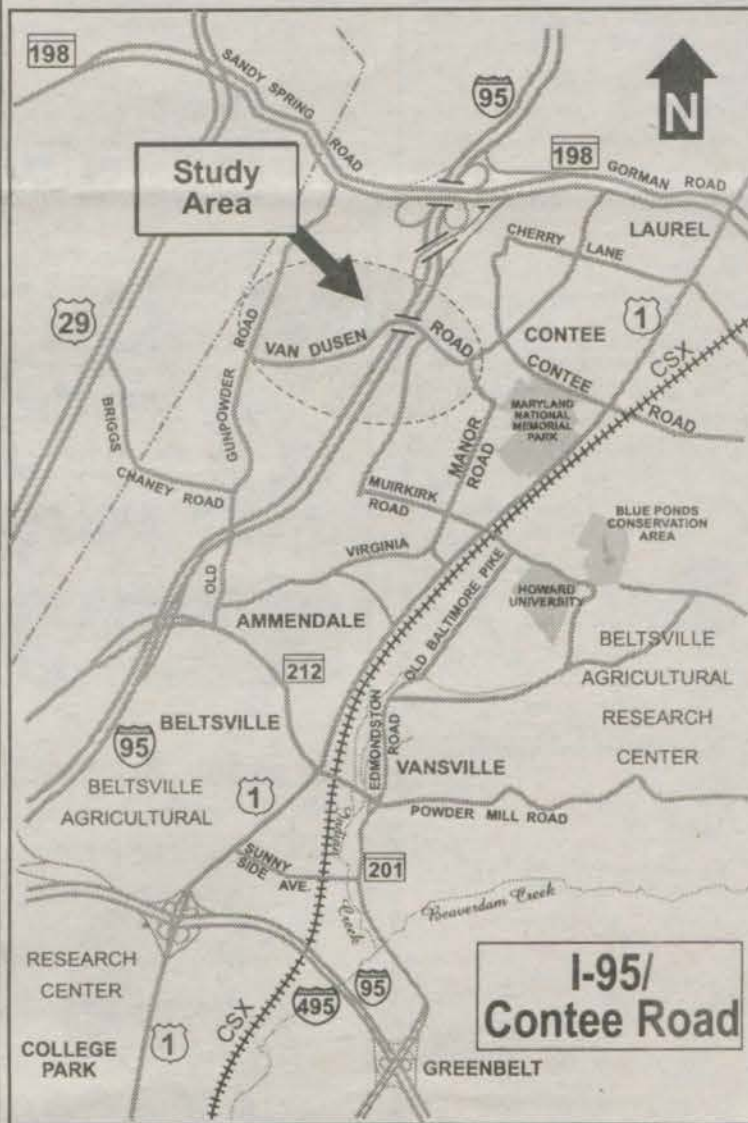 198
SANDY SPRING
ROAD
95
N
198
GORMAN ROAD
Study
Area
LAUREL
CHERRY LANE
29
1
ROAD
GUNPOWDER
VAN DUSEN
ROAD
CONTEE
CSX
CONTEE
ROAD
MARYLAND
NATIONAL
MEMORIAL
PARK
BRIGGS
CHANEY ROAD
MANOR
ROAD
MUIRKIRK
ROAD
BLUE PONDS
CONSERVATION
AREA
VIRGINIA
OLD
HOWARD
UNIVERSITY
AMMENDALE
OLD BALTIMORE PIKE
212
BELTSVILLE
AGRICULTURAL
RESEARCH
CENTER
BELTSVILLE
95
EDMONDSTON
ROAD
VANSVILLE
BELTSVILLE
AGRICULTURAL
1
POWDER MILL ROAD
SUNNY
SIDE
AVE.
201
Creek
Beaverdam Creek
RESEARCH
CENTER
I-95/
Contee Road
495
95
CSX
COLLEGE
PARK
1
GREENBELT